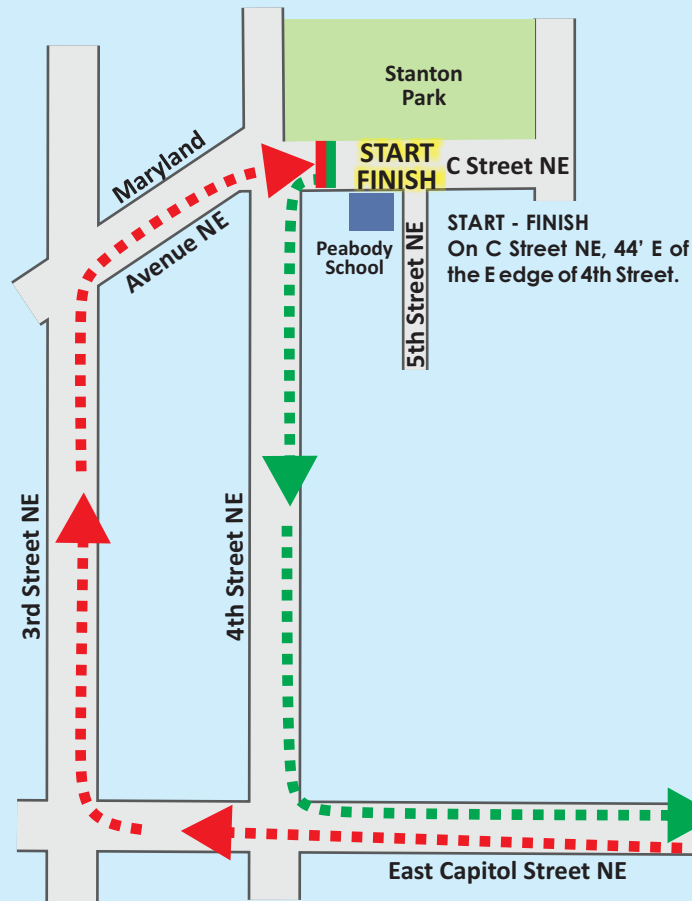 Stanton
Park
Maryland
Avenue NE
START
FINISH
C Street NE
Peabody
School
5th Street NE
START - FINISH
On C Street NE, 44’ E of
the E edge of 4th Street.
3rd Street NE
4th Street NE
East Capitol Street NE